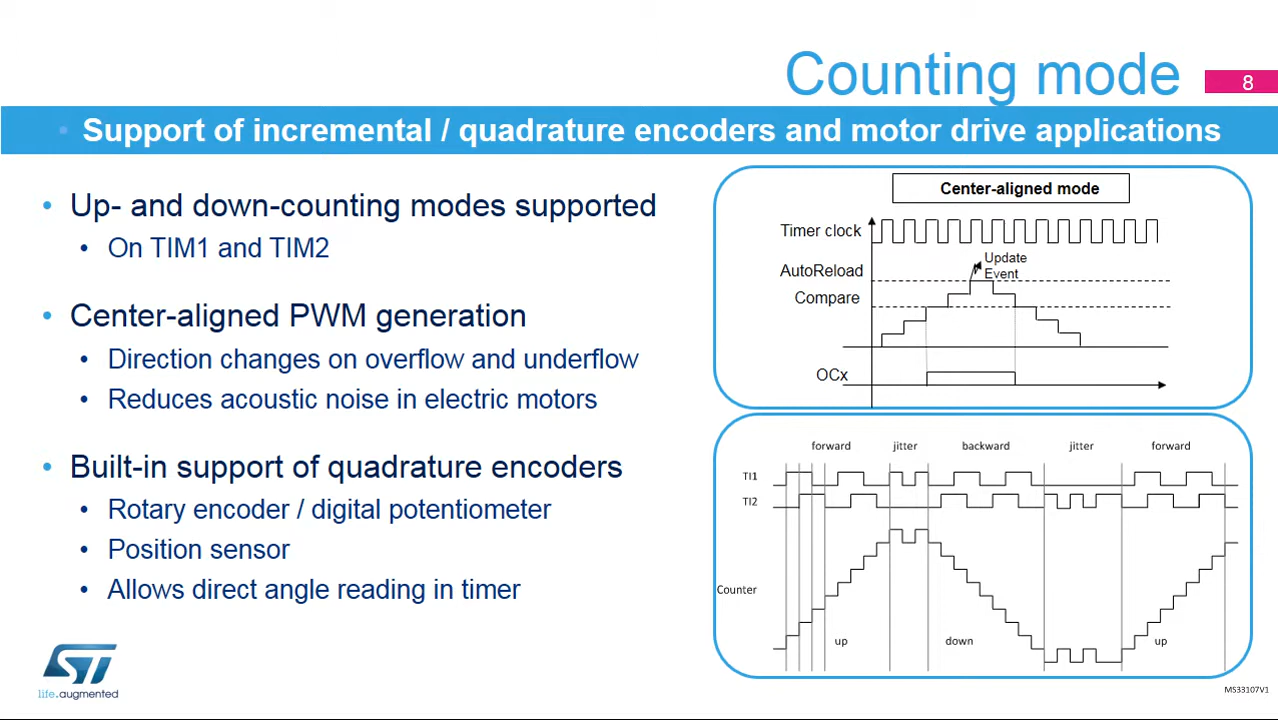 Counting mode
8
• Support of incremental / quadrature encoders and motor drive applications
• Up- and down-counting modes supported
• On TIM1 and TIM2
• Center-aligned PWM generation
• Direction changes on overflow and underflow
• Reduces acoustic noise in electric motors
• Built-in support of quadrature encoders
• Rotary encoder / digital potentiometer
• Position sensor
• Allows direct angle reading in timer
Center-aligned mode
Timer clock
Update
AutoReload
Event
Compare
OCx
forward jitter backward jitter forward
TI1
TI2
Counter
up down up
ST
life.augmented
MS33107V1